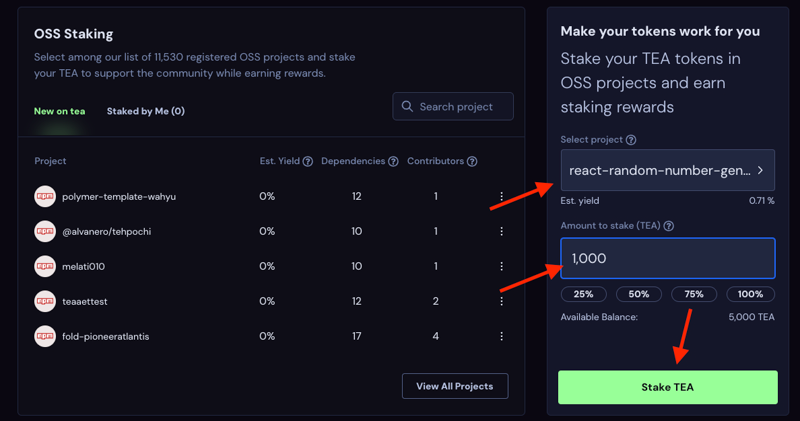 OSS Staking
Select among our list of 11,530 registered OSS projects and stake
your TEA to support the community while earning rewards.
New on tea
Staked by Me (0)
Search project
Project
Est. Yield
Dependencies
Contributors
polymer-template-wahyu
0%
12
1
@alvanero/tehpochi
0%
10
1
melati010
0%
10
1
teaaettest
0%
12
2
fold-pioneeratlantis
0%
17
4
View All Projects
Make your tokens work for you
Stake your TEA tokens in
OSS projects and earn
staking rewards
Select project
react-random-number-gen...
Est. yield
0.71 %
Amount to stake (TEA)
1,000
25%
50%
75%
100%
Available Balance:
5,000 TEA
Stake TEA